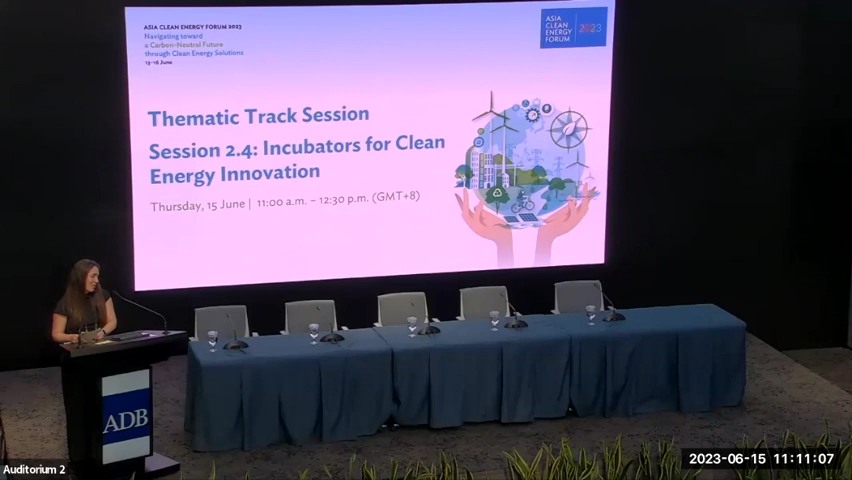 ASIA CLEAN ENERGY FORUM 2023
Navigating toward
a Carbon-Neutral Future
through Clean Energy Solutions
13–16 June
ASIA
CLEAN
ENERGY
FORUM
2023
Thematic Track Session
Session 2.4: Incubators for Clean
Energy Innovation
Thursday, 15 June | 11:00 a.m. – 12:30 p.m. (GMT+8)
ADB
Auditorium 2
2023-06-15 11:11:07